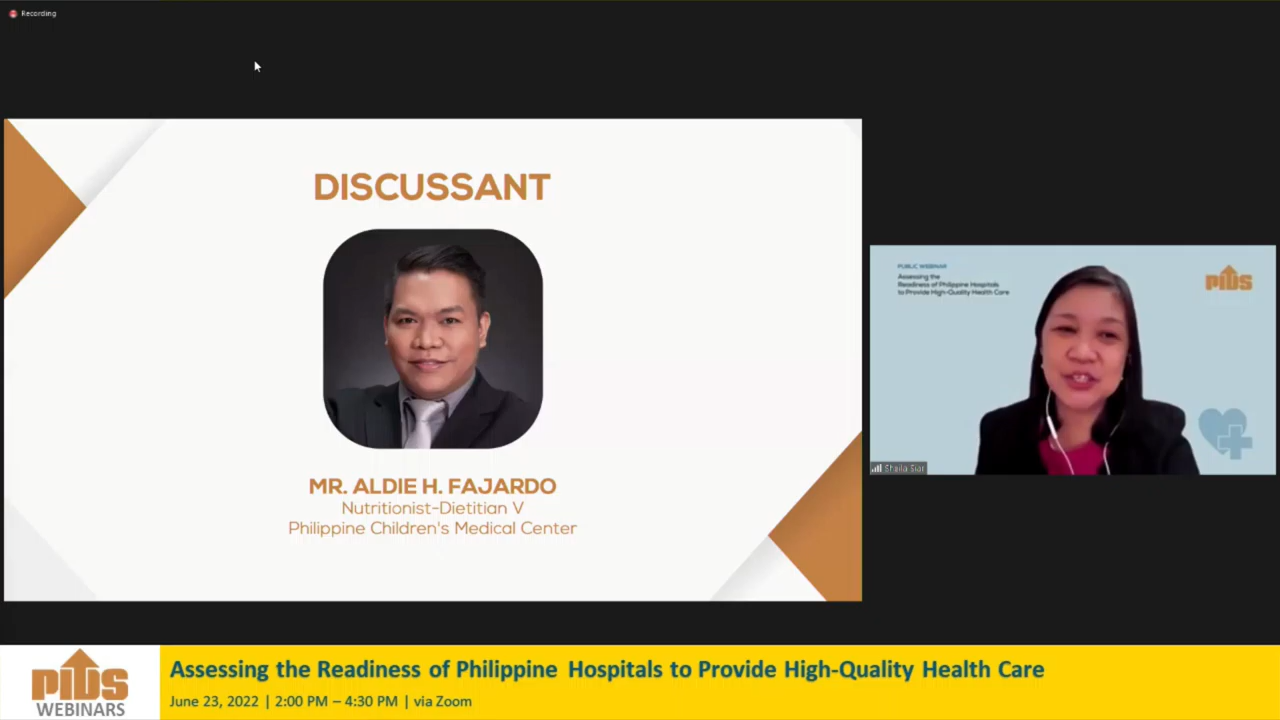 Recording
DISCUSSANT
MR. ALDIE H. FAJARDO
Nutritionist-Dietitian V
Philippine Children's Medical Center
PUBLIC WEBINAR
Assessing the
Readiness of Philippine Hospitals
to Provide High-Quality Health Care
PIDS
Sheila Siar
PIDS
WEBINARS
Assessing the Readiness of Philippine Hospitals to Provide High-Quality Health Care
June 23, 2022 | 2:00 PM – 4:30 PM | via Zoom